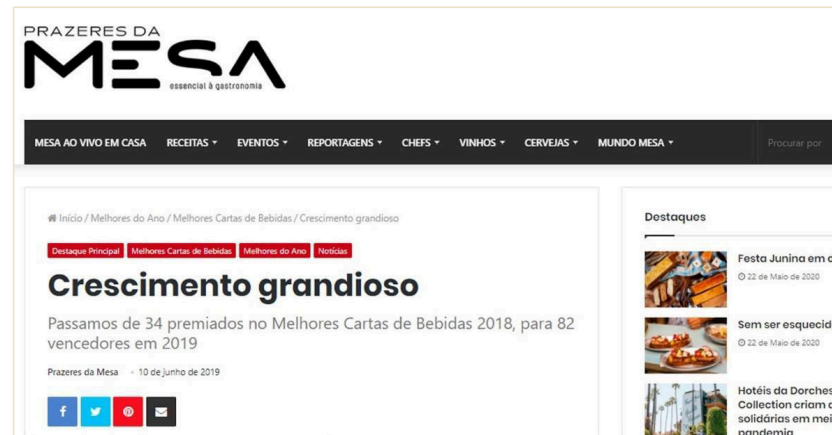 PRAZERES DA
MESA
essencial à gastronomia
MESA AO VIVO EM CASA RECEITAS EVENTOS REPORTAGENS CHEFS VINHOS CERVEJAS MUNDO MESA Procurar por
Início / Melhores do Ano / Melhores Cartas de Bebidas / Crescimento grandioso
Destaque Principal Melhores Cartas de Bebidas Melhores do Ano Notícias
Crescimento grandioso
Passamos de 34 premiados no Melhores Cartas de Bebidas 2018, para 82
vencedores em 2019
Prazeres da Mesa 10 de junho de 2019
Destaques
Festa Junina em
22 de Maio de 2020
Sem ser
22 de Maio de 2020
Hotéis da
Collection criam
solidárias em
pandemia